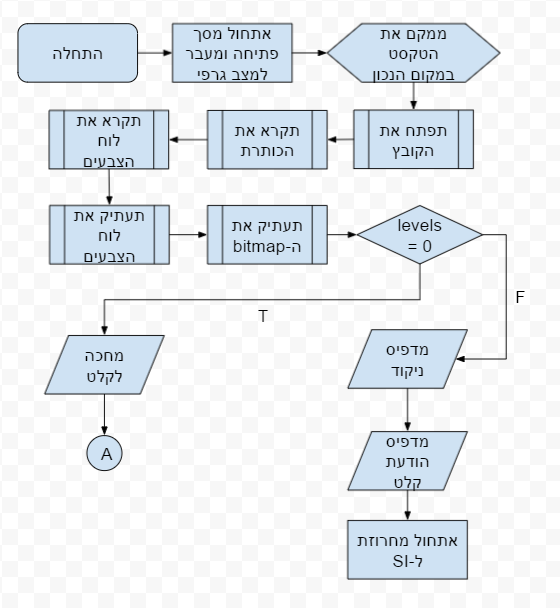 התחלה
אתחול מסך
פתיחה ומעבר
למצב גרפי
ממקם את
הטקסט
במקום הנכון
תפתח את
הקובץ
תקרא את
הכותרת
תקרא את
לוח
הצבעים
תעתיק את
לוח
הצבעים
תעתיק את
ה-bitmap
levels
= 0
F
T
מחכה
לקלט
A
מדפיס
ניקוד
מדפיס
הודעת
קלט
אתחול מחרוזת
ל-SI